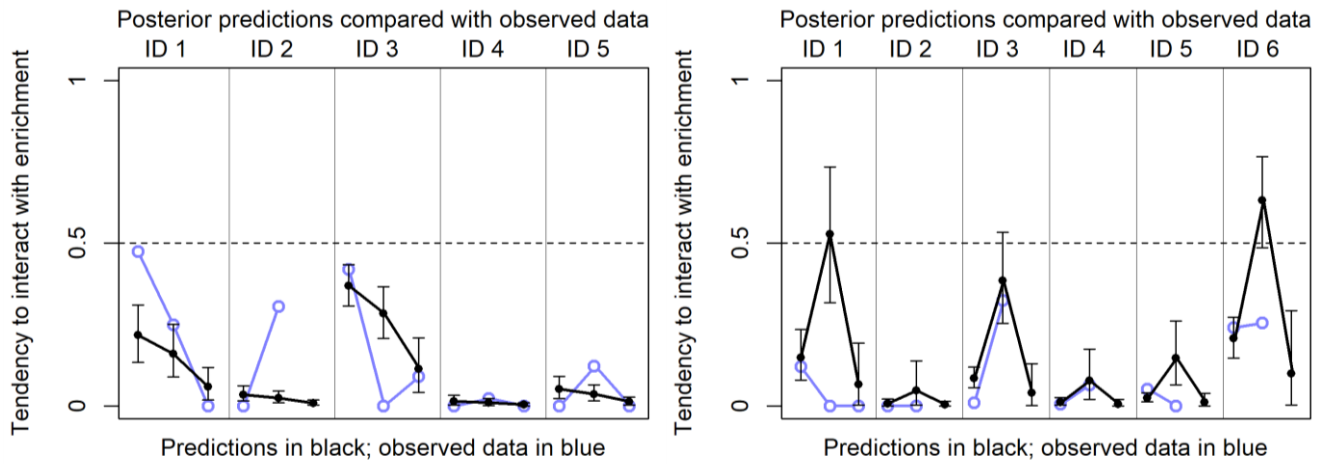 Posterior predictions compared with observed data
ID 1 ID 2 ID 3 ID 4 ID 5
Tendency to interact with enrichment
1
0.5
0
Predictions in black; observed data in blue
Posterior predictions compared with observed data
ID 1 ID 2 ID 3 ID 4 ID 5 ID 6
Tendency to interact with enrichment
1
0.5
0
Predictions in black; observed data in blue